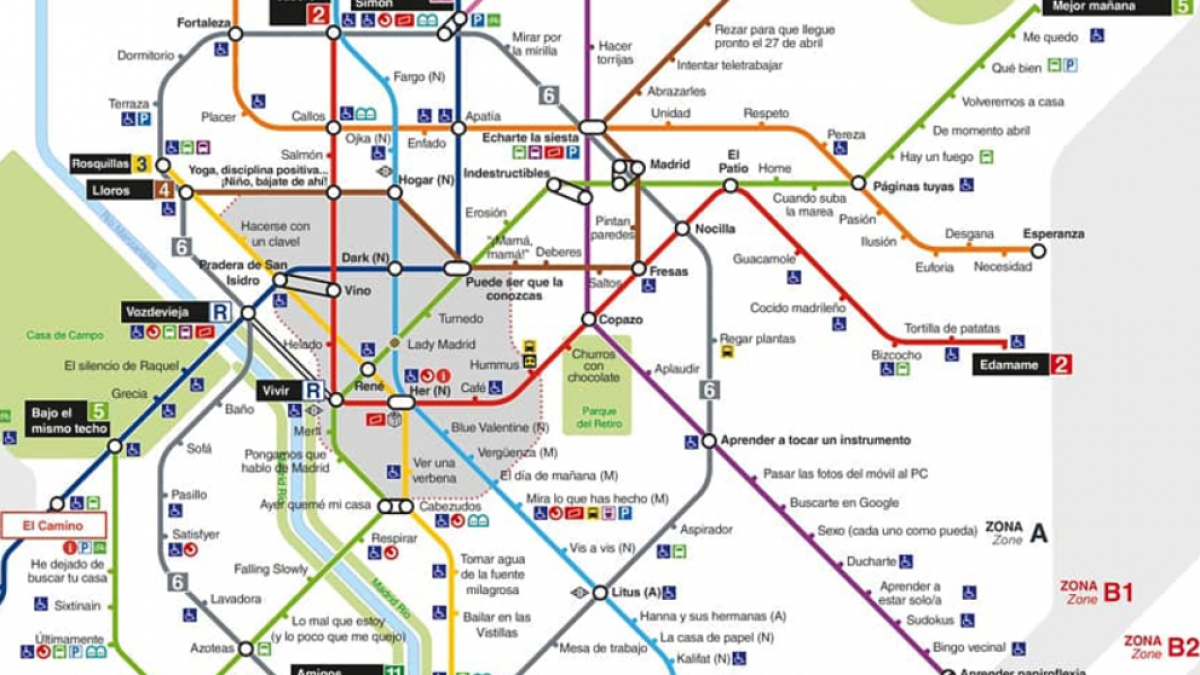 2
Simón
Mejor mañana
5
Fortaleza
Mirar por
la mirilla
Hacer
torrijas
Rezar para que llegue
pronto el 27 de abril
Me quedo
Dormitorio
Intentar teletrabajar
Qué bien
P
Fargo (N)
6
Abrazarles
Volveremos a casa
Terraza
P
Placer
Callos
Apatía
Unidad
Respeto
Ojka (N)
Enfado
Echarte la siesta
P
Pereza
De momento abril
Rosquillas 3
Salmón
Yoga, disciplina positiva...
¡Niño, bájate de ahí!
Indestructibles
Madrid
El
Patio
Home
Hay un fuego
Lloros 4
Hogar (N)
Páginas tuyas
Cuando suba
la marea
Pasión
Erosión
Pintan
paredes
Nocilla
Ilusión
Desgana
Esperanza
6
Hacerse con
un clavel
"¡Mamá,
mamá!"
Deberes
Euforia
Necesidad
Pradera de San
Isidro
Dark (N)
Puede ser que la
conozcas
Saltos
Fresas
Guacamole
Vino
Vozdevieja R
Casa de Campo
Turnedo
Copazo
Cocido madrileño
Tortilla de patatas
Helado
Lady Madrid
Regar plantas
Bizcocho
Edamame 2
El silencio de Raquel
Hummus
Churros
con
chocolate
Aplaudir
Grecia
Vivir R
René
Her (N)
Café
6
Parque
del Retiro
Bajo el
mismo techo
5
Baño
Merli
Blue Valentine (N)
Aprender a tocar un instrumento
Sofá
Pongamos que
hablo de Madrid
Vergüenza (M)
Ver una
verbena
El día de mañana (M)
Pasar las fotos del móvil al PC
Pasillo
Ayer quemé mi casa
Cabezudos
Mira lo que has hecho (M)
P
Buscarte en Google
El Camino
P
Satisfyer
Respirar
Aspirador
Sexo (cada uno como pueda)
ZONA
Zone A
Vis a vis (N)
He dejado de
buscar tu casa
Falling Slowly
Tomar agua
de la fuente
milagrosa
Ducharte
6
Madrid Río
Litus (A)
Aprender a
estar solo/a
ZONA
Zone B1
Sixtinain
Lavadora
Lo mal que estoy
(y lo poco que me quejo)
Bailar en las
Vistillas
Hanna y sus hermanas (A)
Sudokus
Últimamente
P
Azoteas
La casa de papel (N)
Mesa de trabajo
Kalifat (N)
Bingo vecinal
ZONA
Zone B2
Amigos 11
Aprender papiroflexia